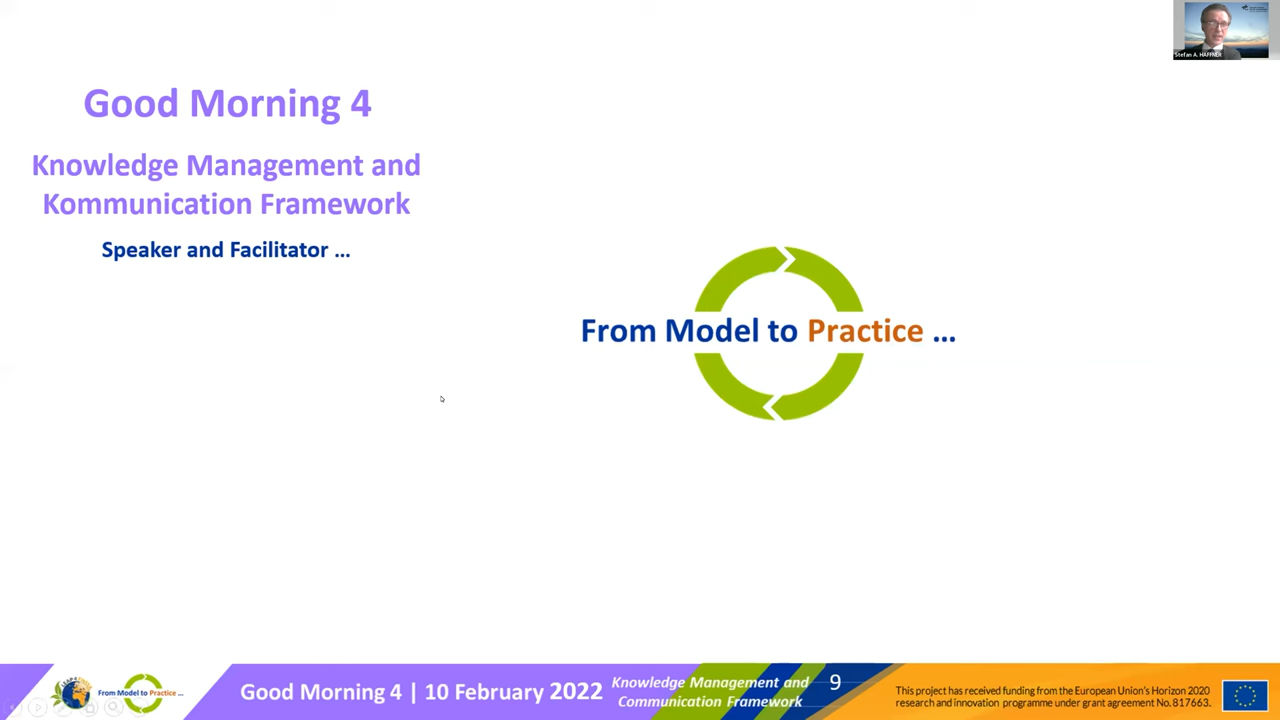 Good Morning 4
Knowledge Management and
Kommunication Framework
Speaker and Facilitator ...
From Model to Practice ...
Stefan A. HAFFNER
From Model to Practice ...
Good Morning 4 | 10 February 2022
Knowledge Management and
Communication Framework
9
This project has received funding from the European Union's Horizon 2020
research and innovation programme under grant agreement No. 817663.